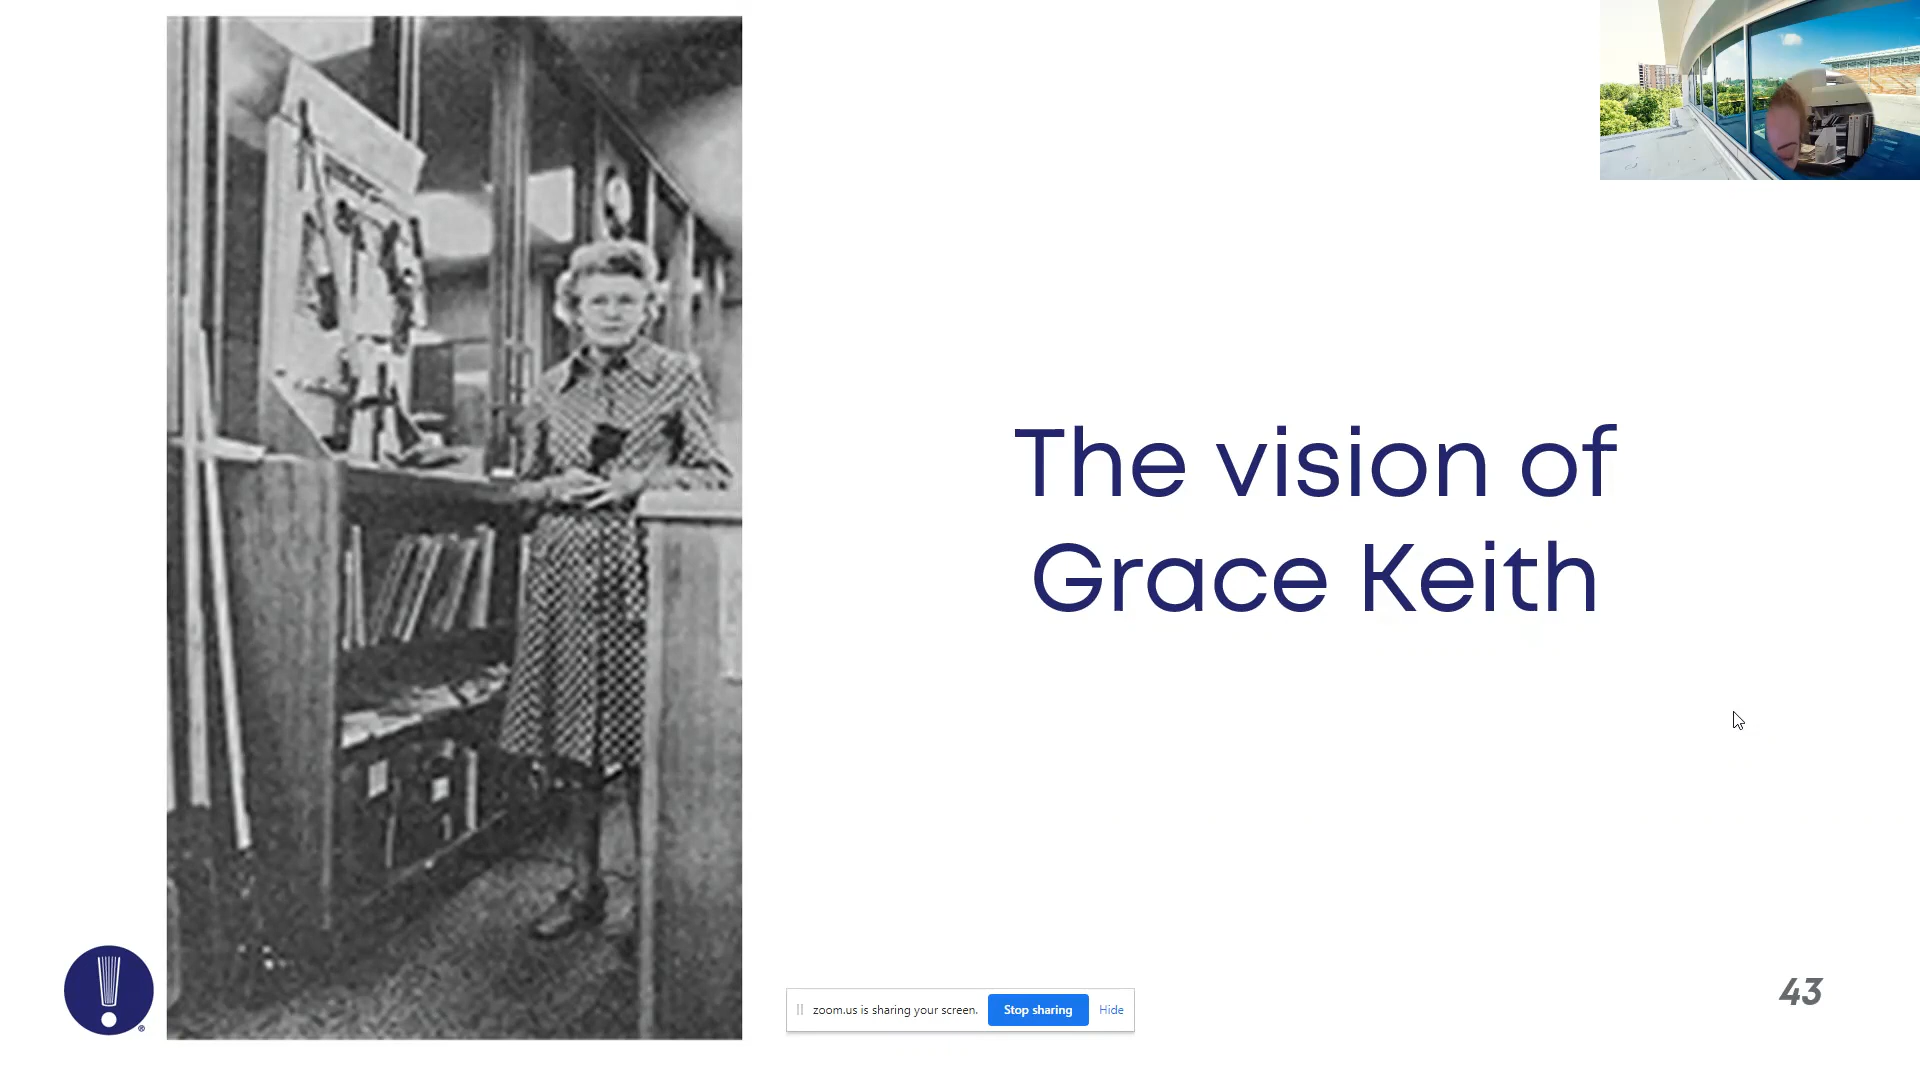 The vision of
Grace Keith
zoom.us is sharing your screen. Stop sharing Hide
43
®